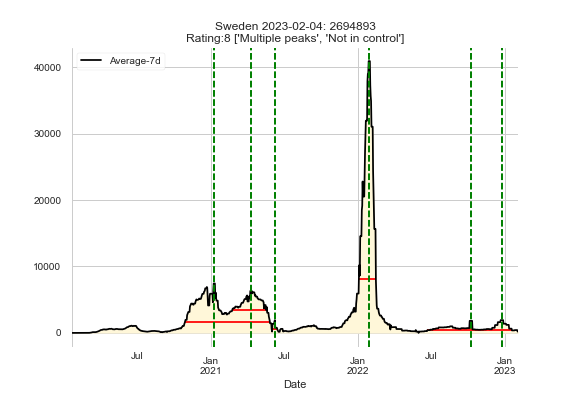 Sweden 2023-02-04: 2694893
Rating:8 ['Multiple peaks', 'Not in control']
Average-7d
40000
30000
20000
10000
0
Jul
Jan
2021
Jul
Jan
2022
Jul
Jan
2023
Date